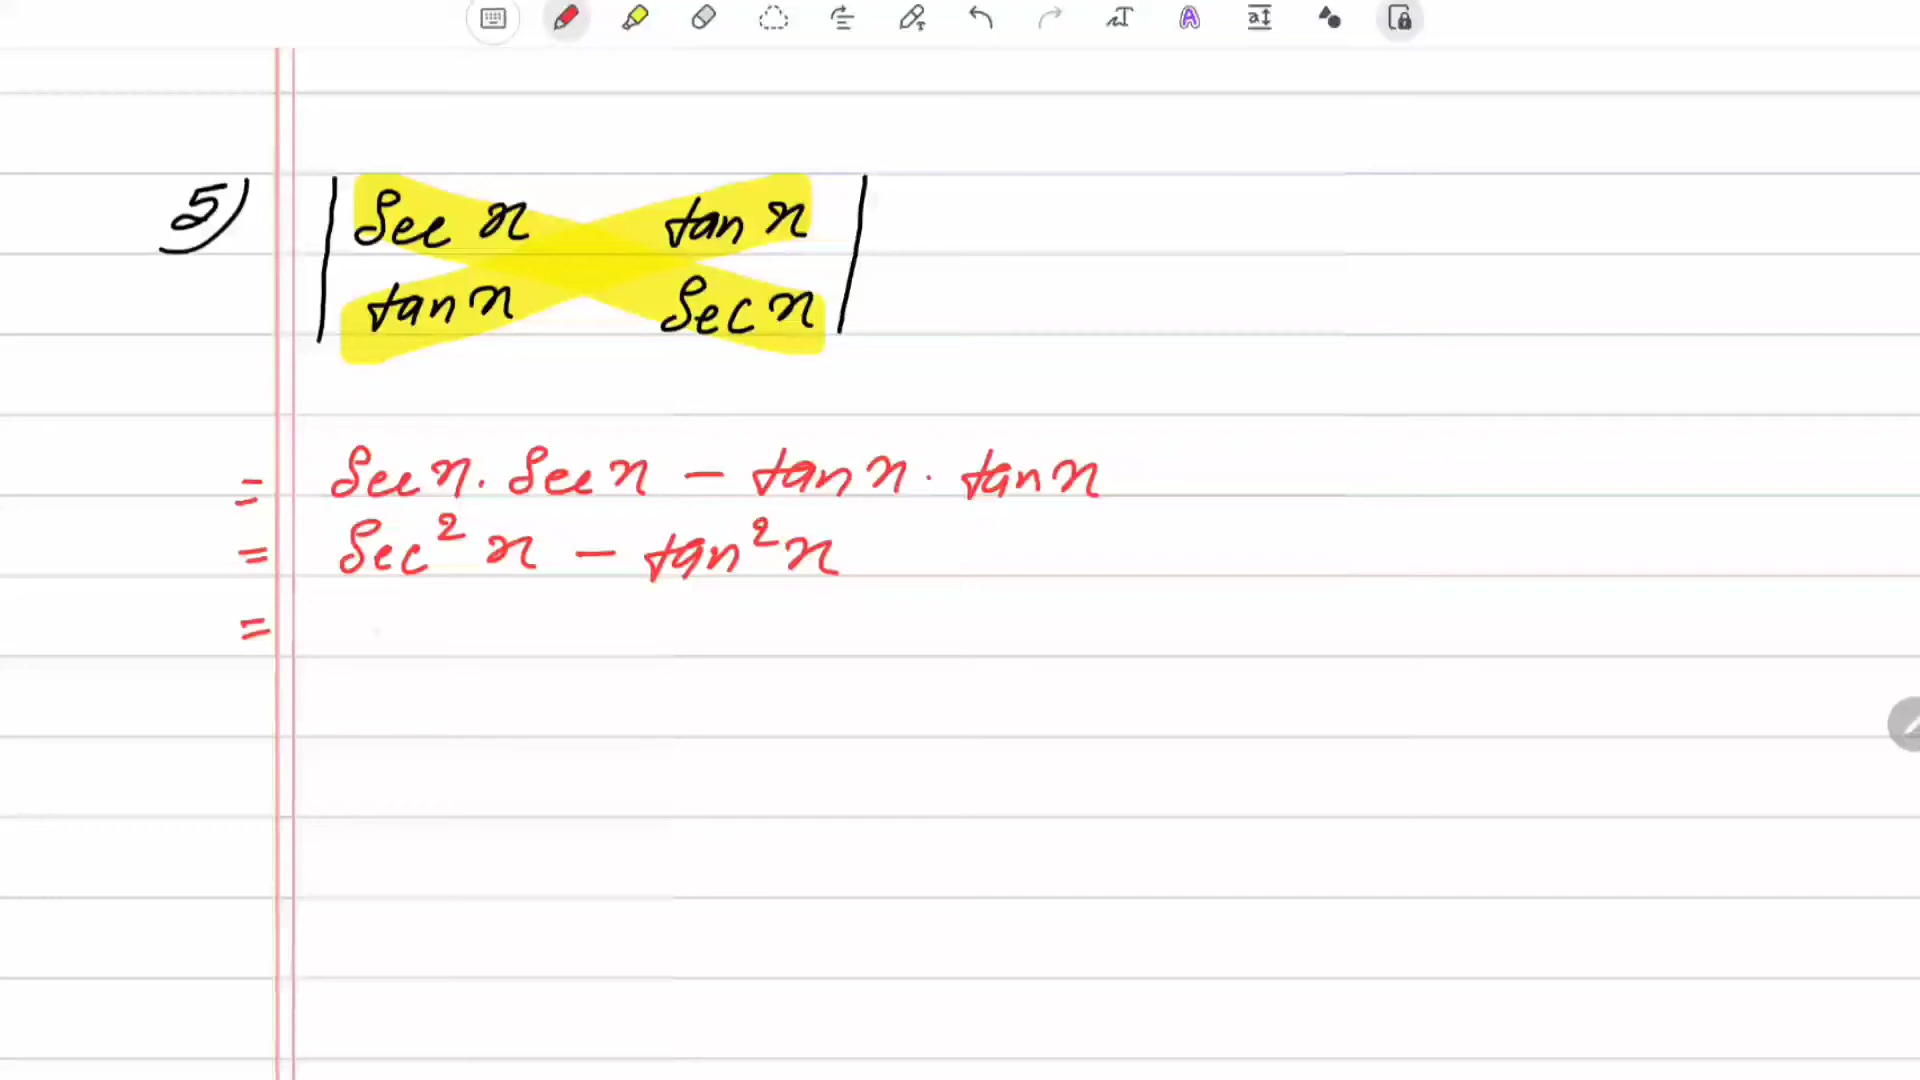 5) | Sec x tan x |
| tan x Sec x |
= Sec x . Sec x - tan x . tan x
= Sec² x - tan² x
=